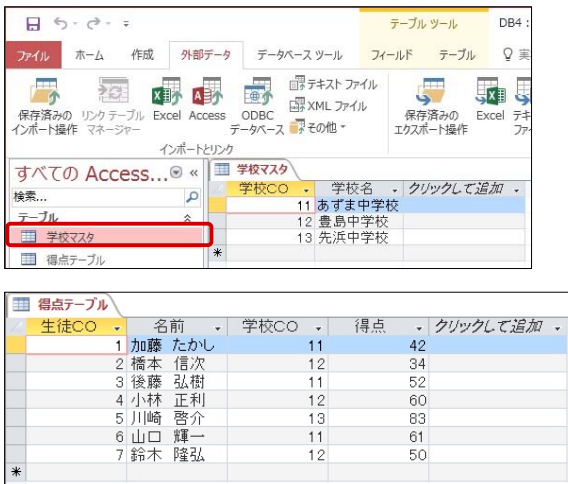 テーブル ツール DB4 :
ファイル ホーム 作成 外部データ データベース ツール フィールド テーブル 実
保存済みの インポート操作 リンク テーブル マネージャー Excel Access ODBC データベース テキスト ファイル XML ファイル その他 保存済みの エクスポート操作 Excel テキ ファ
インポートとリンク
すべての Access... «
検索...
テーブル
学校マスタ
得点テーブル
学校マスタ
学校CO 学校名 クリックして追加
11 あずま中学校
12 豊島中学校
13 先浜中学校
*
得点テーブル
生徒CO 名前 学校CO 得点 クリックして追加
1 加藤 たかし 11 42
2 橋本 信次 12 34
3 後藤 弘樹 11 52
4 小林 正利 12 60
5 川崎 啓介 13 83
6 山口 輝一 11 61
7 鈴木 隆弘 12 50
*